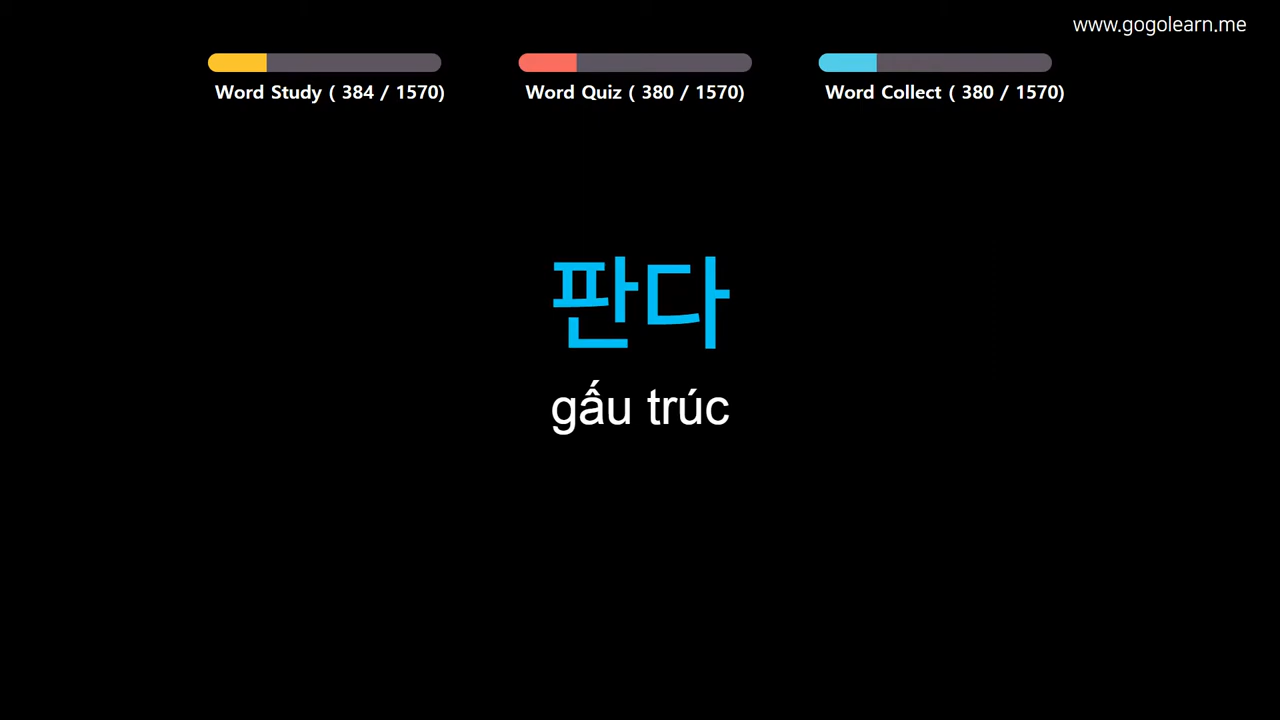 www.gogolearn.me
Word Study ( 384 / 1570)
Word Quiz ( 380 / 1570)
Word Collect ( 380 / 1570)
판다
gấu trúc